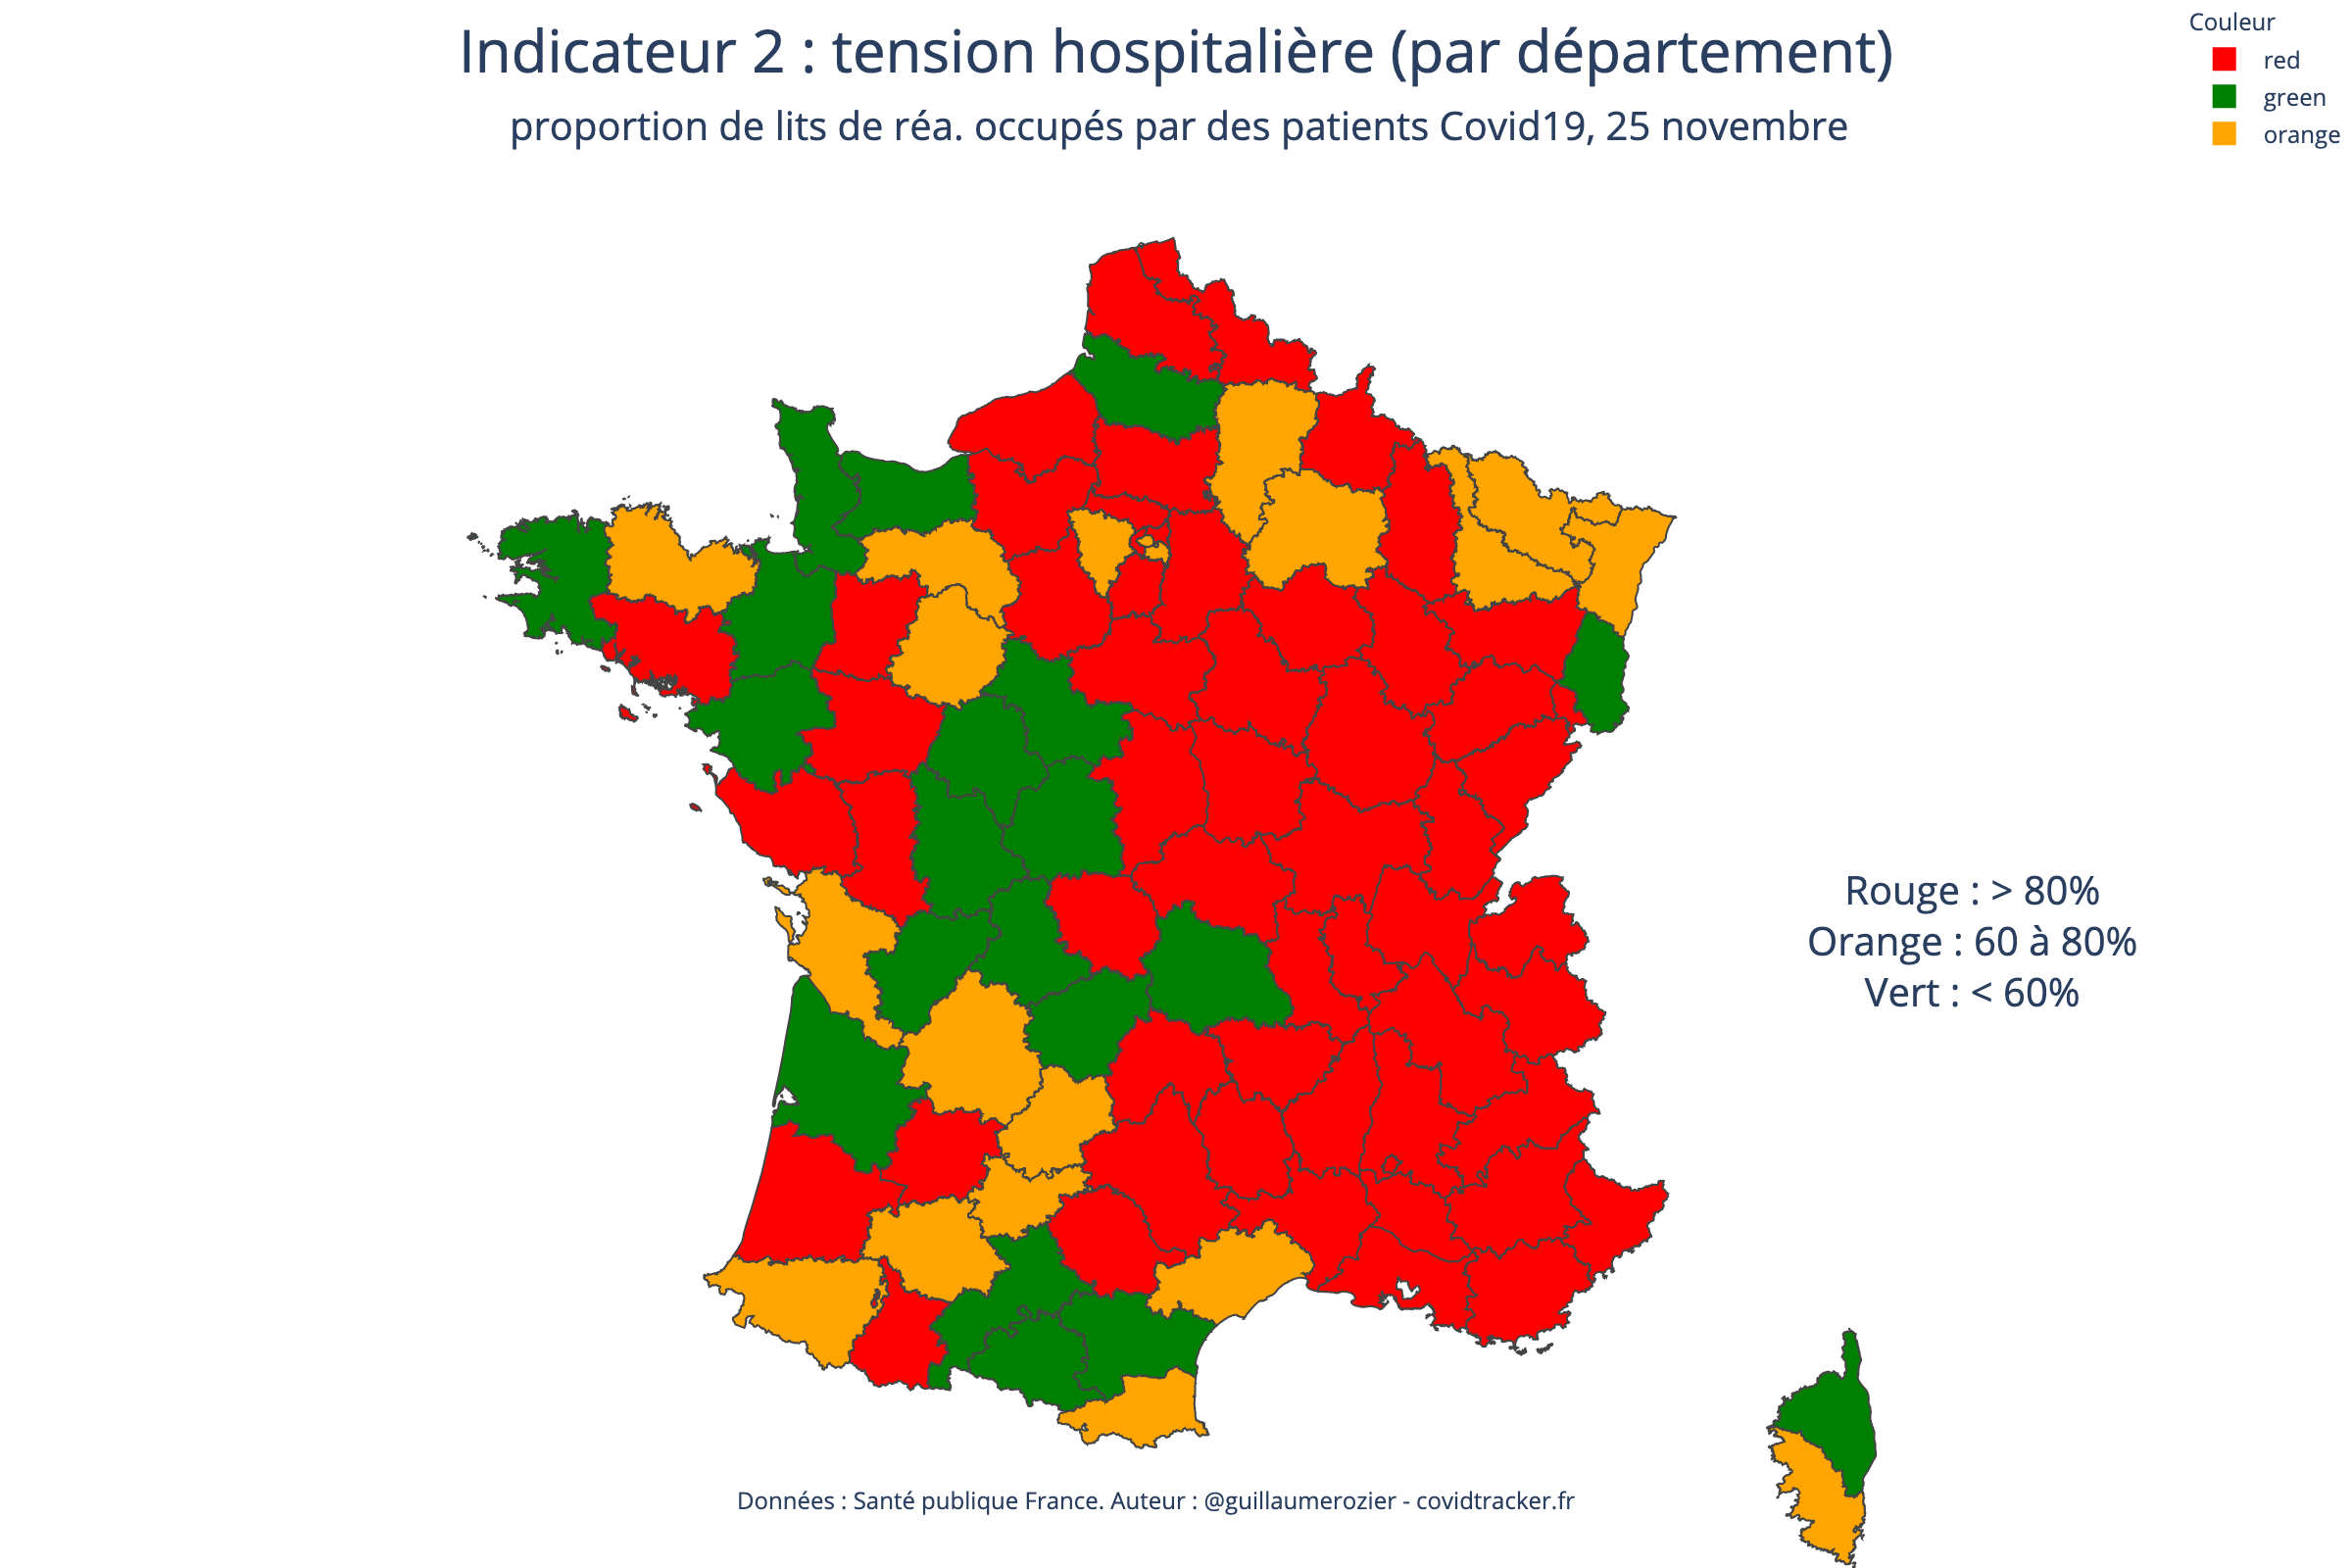 Indicateur 2 : tension hospitalière (par département)
proportion de lits de réa. occupés par des patients Covid19, 25 novembre
Couleur
red
green
orange
Rouge : > 80%
Orange : 60 à 80%
Vert : < 60%
Données : Santé publique France. Auteur : @guillaumerozier - covidtracker.fr